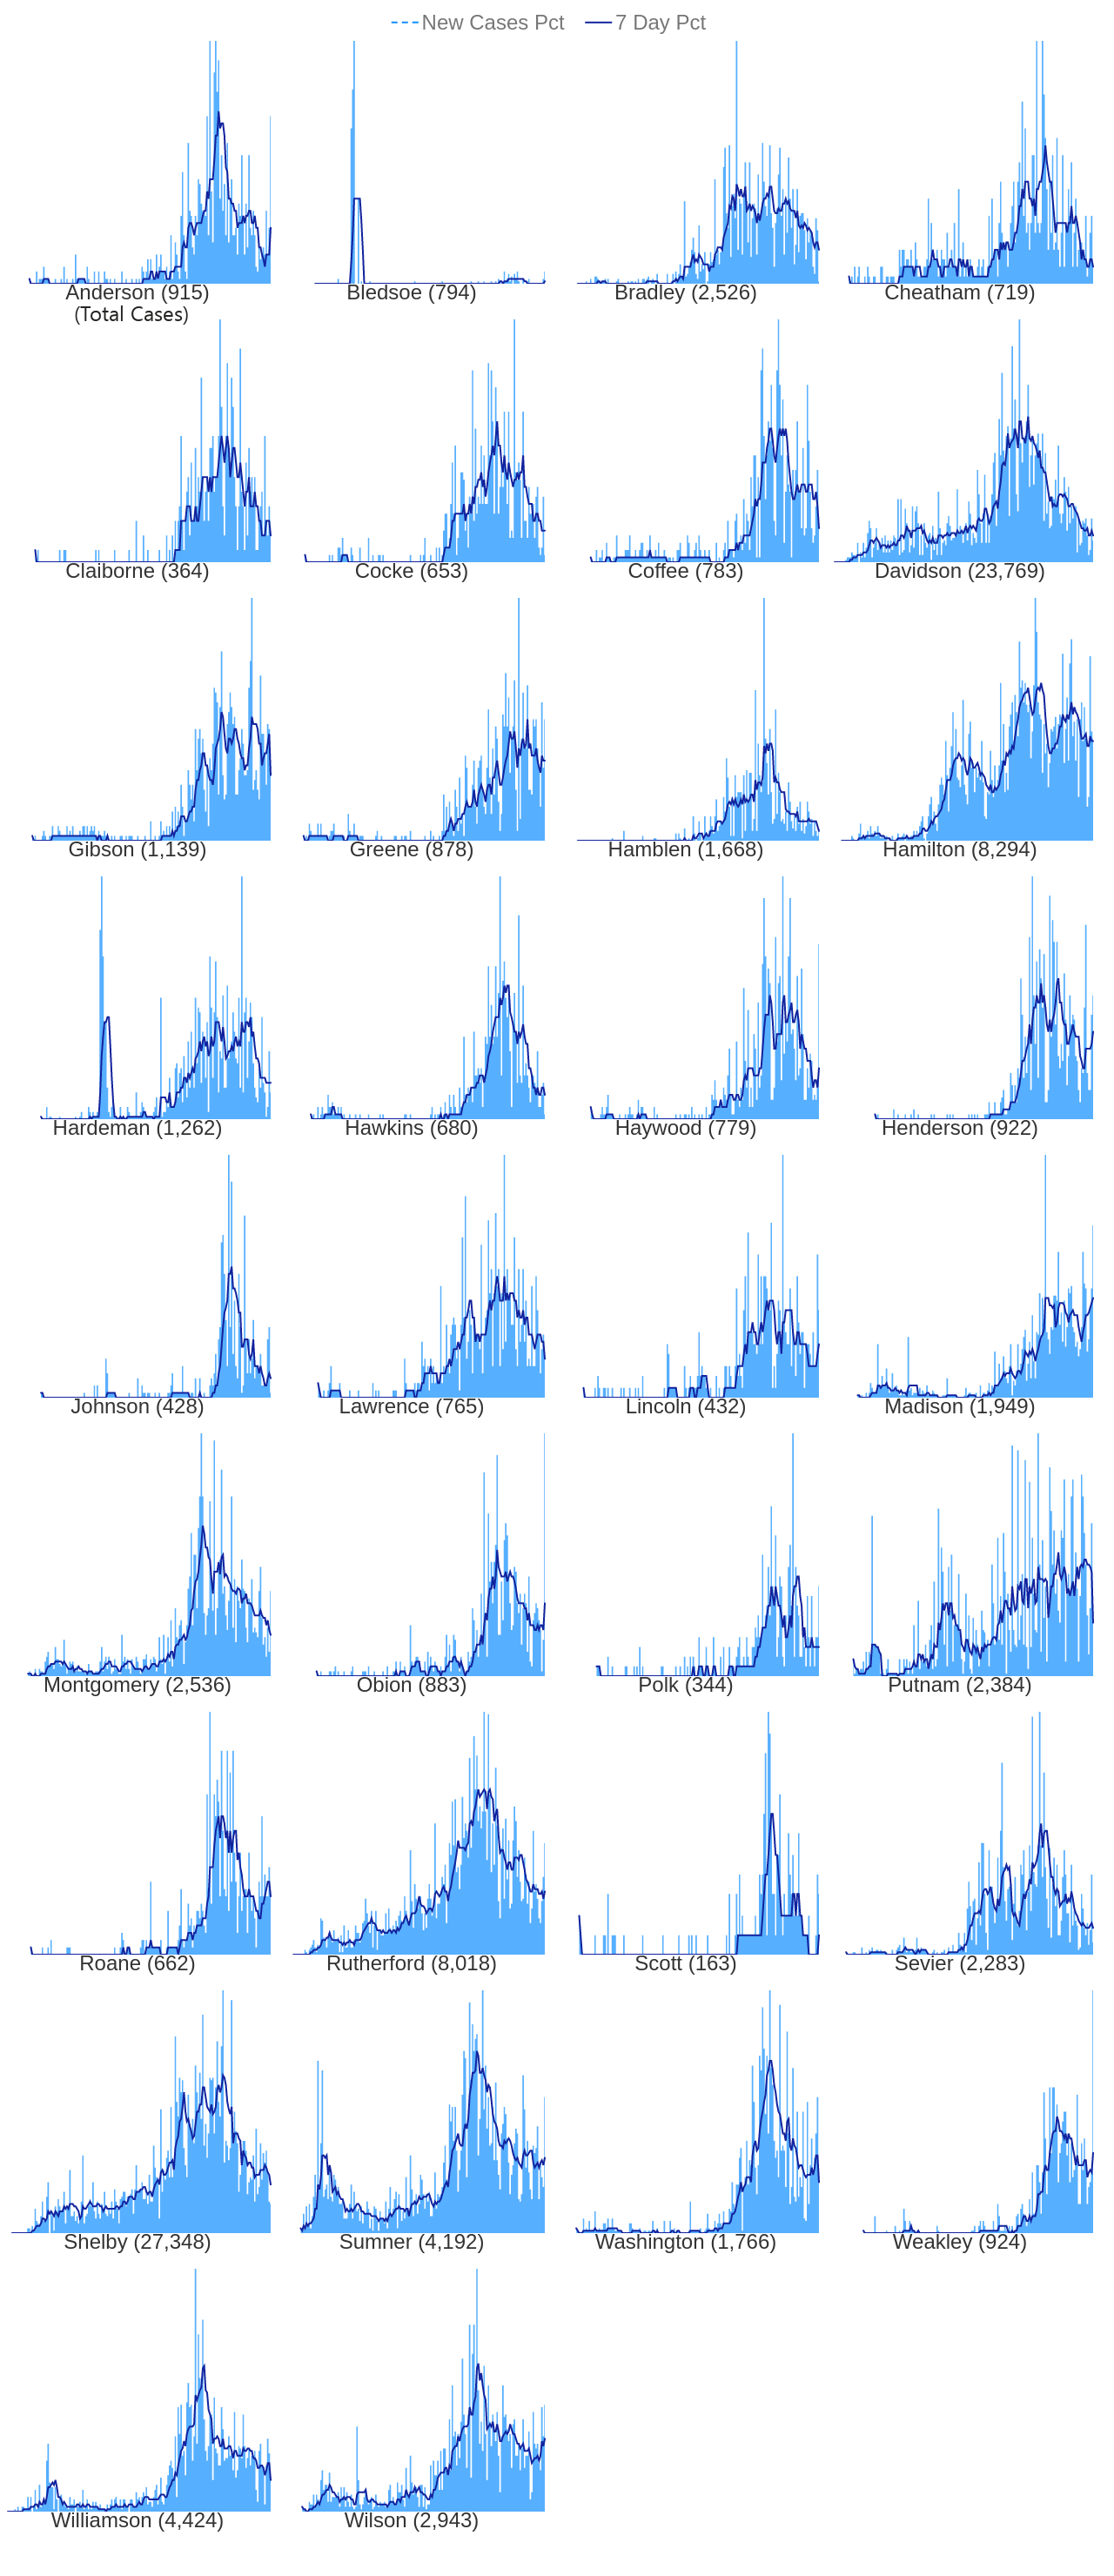 New Cases Pct 7 Day Pct
Anderson (915) Bledsoe (794) Bradley (2,526) Cheatham (719)
(Total Cases)
Claiborne (364) Cocke (653) Coffee (783) Davidson (23,769)
Gibson (1,139) Greene (878) Hamblen (1,668) Hamilton (8,294)
Hardeman (1,262) Hawkins (680) Haywood (779) Henderson (922)
Johnson (428) Lawrence (765) Lincoln (432) Madison (1,949)
Montgomery (2,536) Obion (883) Polk (344) Putnam (2,384)
Roane (662) Rutherford (8,018) Scott (163) Sevier (2,283)
Shelby (27,348) Sumner (4,192) Washington (1,766) Weakley (924)
Williamson (4,424) Wilson (2,943)